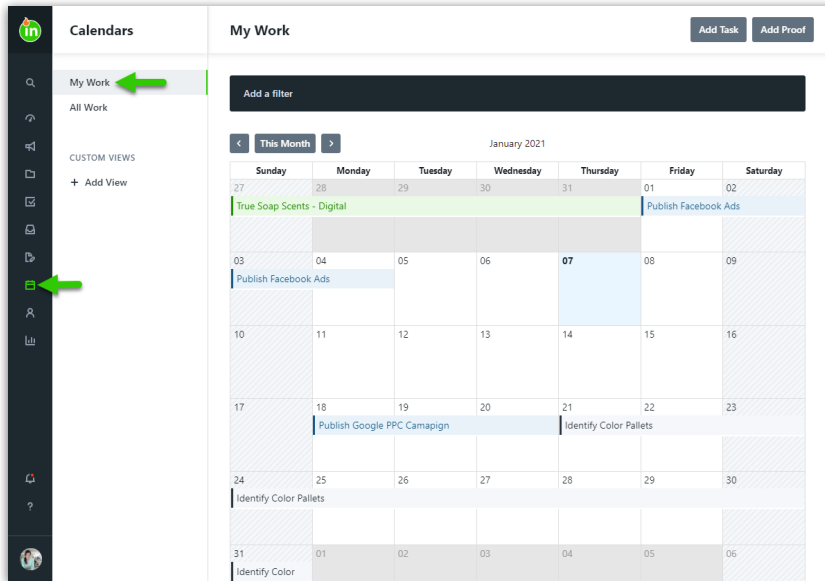 in
Calendars
My Work
Add Task
Add Proof
My Work
All Work
CUSTOM VIEWS
+ Add View
Add a filter
< This Month >
January 2021
Sunday Monday Tuesday Wednesday Thursday Friday Saturday
27 28 29 30 31 01 02
True Soap Scents - Digital
Publish Facebook Ads
03 04 05 06 07 08 09
Publish Facebook Ads
10 11 12 13 14 15 16
17 18 19 20 21 22 23
Publish Google PPC Camapign
Identify Color Pallets
24 25 26 27 28 29 30
Identify Color Pallets
31 01 02 03 04 05 06
Identify Color
?